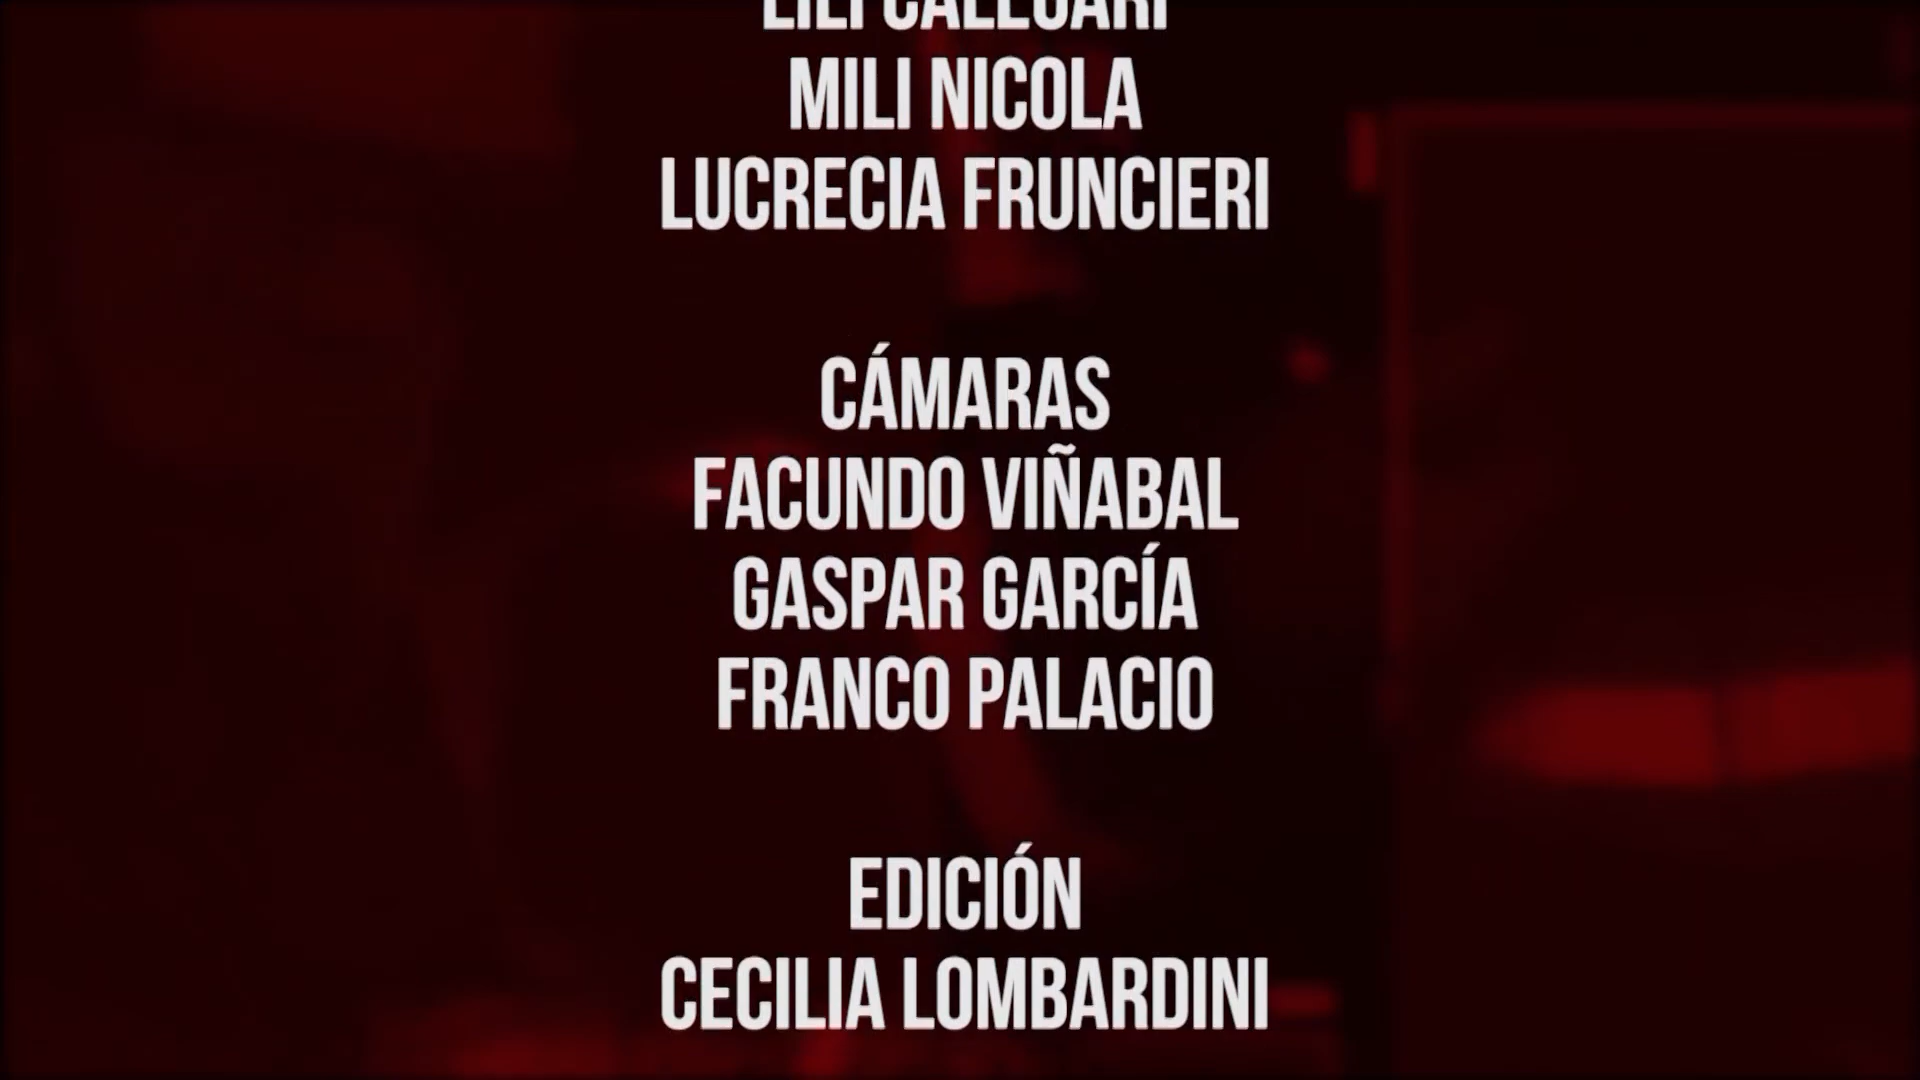 MILI NICOLA
LUCRECIA FRUNCIERI
CÁMARAS
FACUNDO VIÑABAL
GASPAR GARCÍA
FRANCO PALACIO
EDICIÓN
CECILIA LOMBARDINI